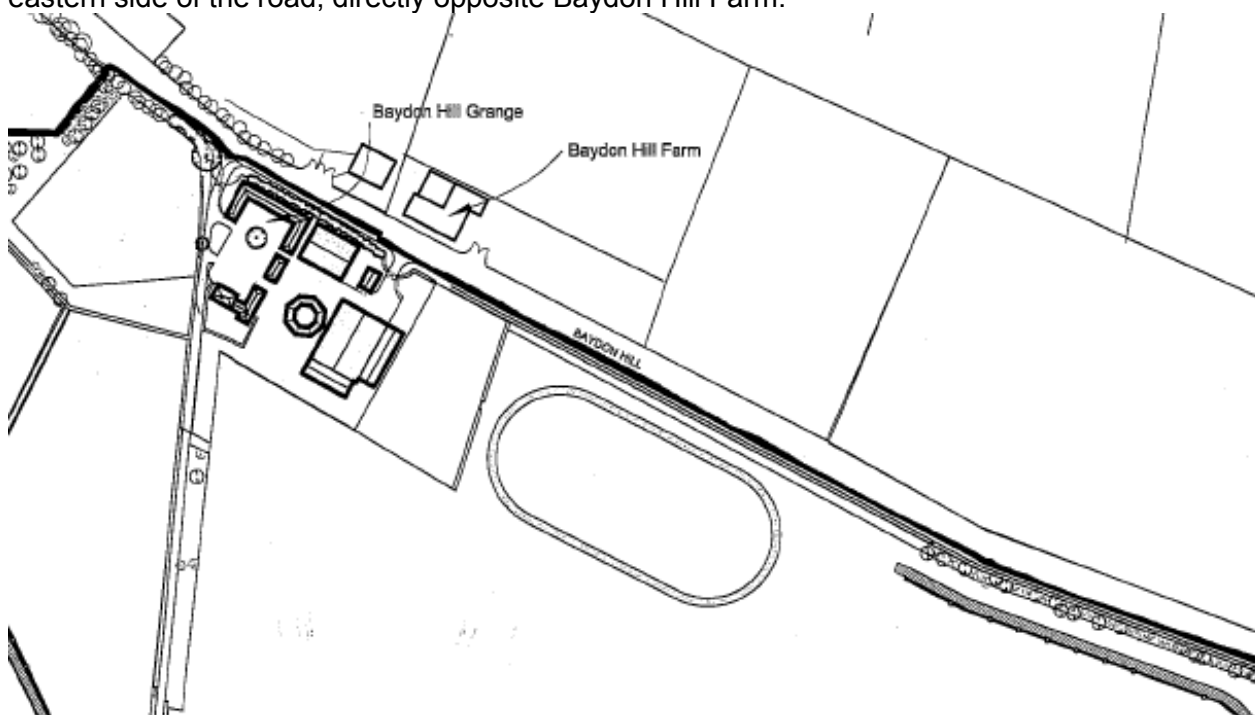 eastern side of the road, directly opposite Baydon Hill Farm.
Baydon Hill Grange
Baydon Hill Farm
BAYDON HILL